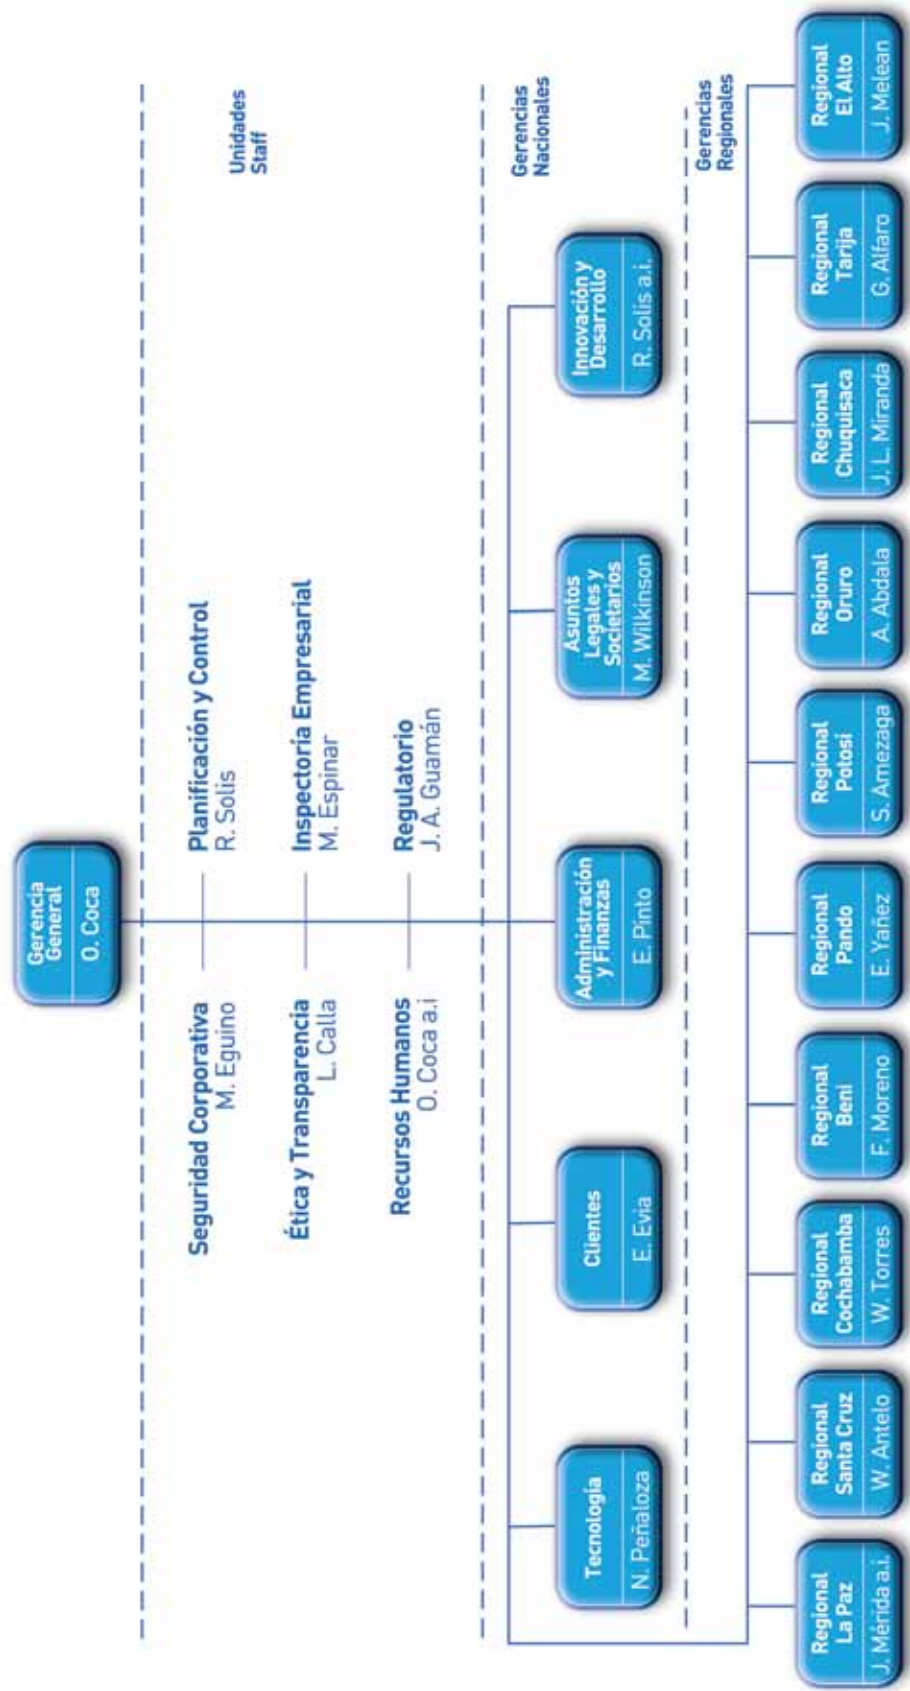 Gerencia
General
O. Coca
Unidades
Staff
Seguridad Corporativa
M. Eguino
Planificación y Control
R. Solis
Ética y Transparencia
L. Calla
Inspectoría Empresarial
M. Espinar
Recursos Humanos
O. Coca a.i
Regulatorio
J. A. Guamán
Gerencias
Nacionales
Tecnología
N. Peñaloza
Clientes
E. Evia
Administración
y Finanzas
E. Pinto
Asuntos
Legales y
Societarios
M. Wilkinson
Innovación y
Desarrollo
R. Solis a.i.
Gerencias
Regionales
Regional
La Paz
J. Mérida a.i.
Regional
Santa Cruz
W. Antelo
Regional
Cochabamba
W. Torres
Regional
Beni
F. Moreno
Regional
Pando
E. Yañez
Regional
Potosí
S. Amezaga
Regional
Oruro
A. Abdala
Regional
Chuquisaca
J. L. Miranda
Regional
Tarija
G. Alfaro
Regional
El Alto
J. Melean